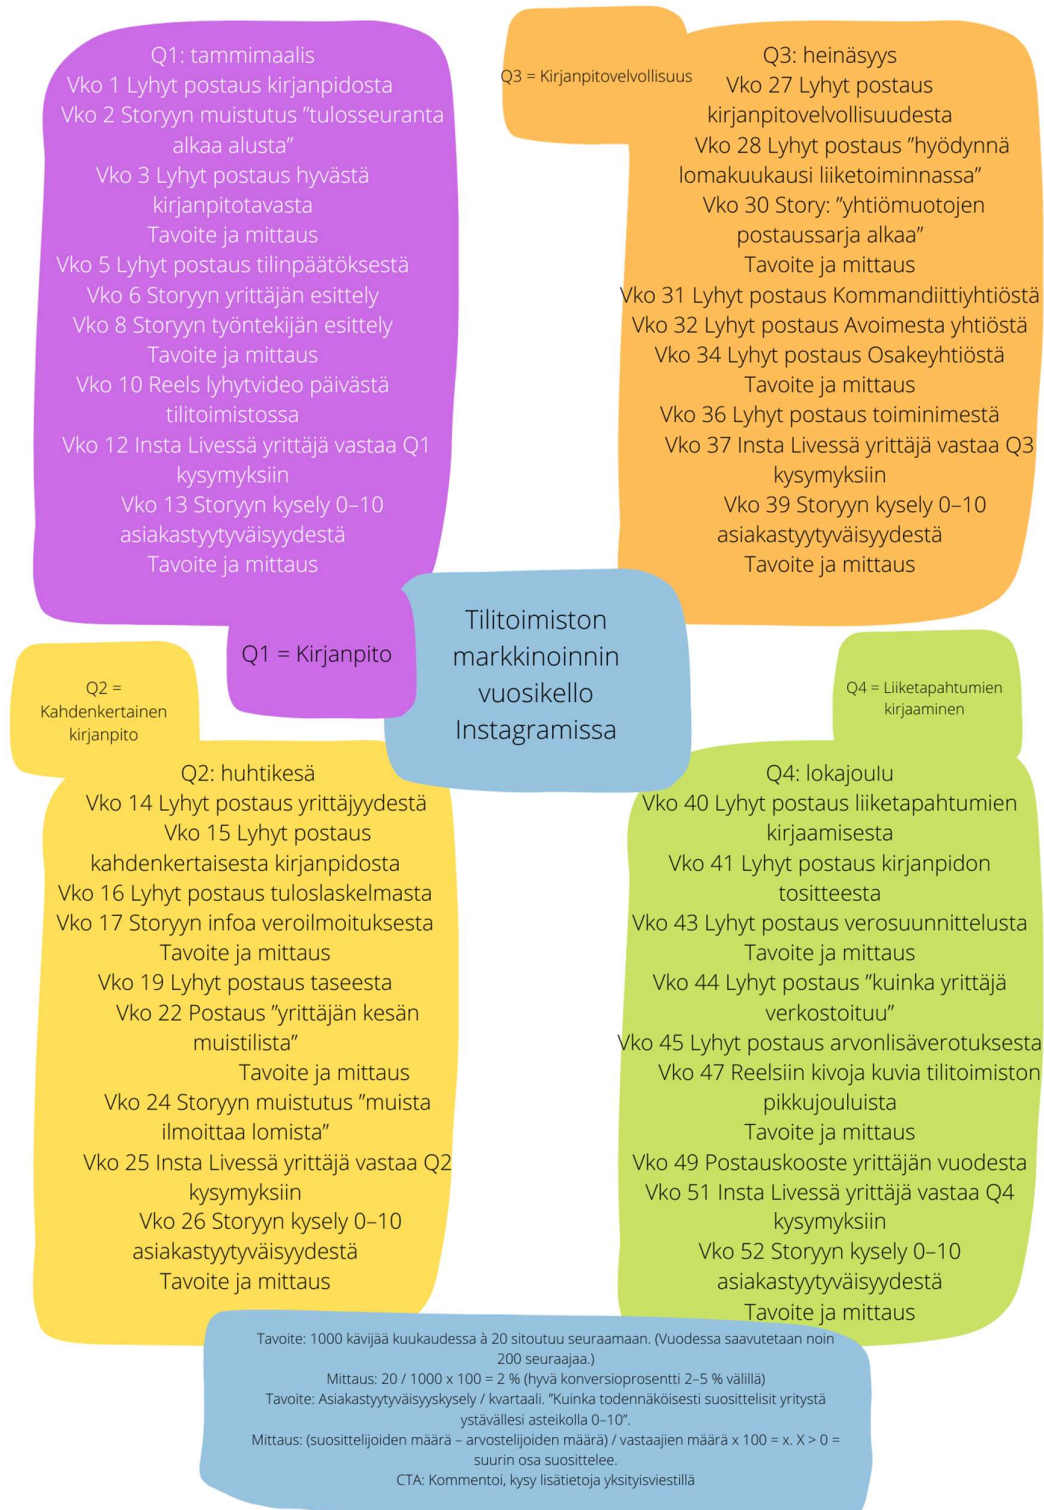 Q1: tammimaalis
Vko 1 Lyhyt postaus kirjanpidosta
Vko 2 Storyyn muistutus ”tulosseuranta
alkaa alusta”
Vko 3 Lyhyt postaus hyvästä
kirjanpitotavasta
Tavoite ja mittaus
Vko 5 Lyhyt postaus tilinpäätöksestä
Vko 6 Storyyn yrittäjän esittely
Vko 8 Storyyn työntekijän esittely
Tavoite ja mittaus
Vko 10 Reels lyhytvideo päivästä
tilitoimistossa
Vko 12 Insta Livessä yrittäjä vastaa Q1
kysymyksiin
Vko 13 Storyyn kysely 0–10
asiakastyytyväisyydestä
Tavoite ja mittaus
Q1 = Kirjanpito
Q3 = Kirjanpitovelvollisuus
Q3: heinäsyys
Vko 27 Lyhyt postaus
kirjanpitovelvollisuudesta
Vko 28 Lyhyt postaus ”hyödynnä
lomakuukausi liiketoiminnassa”
Vko 30 Story: ”yhtiömuotojen
postaussarja alkaa”
Tavoite ja mittaus
Vko 31 Lyhyt postaus Kommandiittiyhtiöstä
Vko 32 Lyhyt postaus Avoimesta yhtiöstä
Vko 34 Lyhyt postaus Osakeyhtiöstä
Tavoite ja mittaus
Vko 36 Lyhyt postaus toiminimestä
Vko 37 Insta Livessä yrittäjä vastaa Q3
kysymyksiin
Vko 39 Storyyn kysely 0–10
asiakastyytyväisyydestä
Tavoite ja mittaus
Tilitoimiston
markkinoinnin
vuosikello
Instagramissa
Q2 =
Kahdenkertainen
kirjanpito
Q2: huhtikesä
Vko 14 Lyhyt postaus yrittäjyydestä
Vko 15 Lyhyt postaus
kahdenkertaisesta kirjanpidosta
Vko 16 Lyhyt postaus tuloslaskelmasta
Vko 17 Storyyn infoa veroilmoituksesta
Tavoite ja mittaus
Vko 19 Lyhyt postaus taseesta
Vko 22 Postaus ”yrittäjän kesän
muistilista”
Tavoite ja mittaus
Vko 24 Storyyn muistutus ”muista
ilmoittaa lomista”
Vko 25 Insta Livessä yrittäjä vastaa Q2
kysymyksiin
Vko 26 Storyyn kysely 0–10
asiakastyytyväisyydestä
Tavoite ja mittaus
Q4 = Liiketapahtumien
kirjaaminen
Q4: lokajoulu
Vko 40 Lyhyt postaus liiketapahtumien
kirjaamisesta
Vko 41 Lyhyt postaus kirjanpidon
tositteesta
Vko 43 Lyhyt postaus verosuunnittelusta
Tavoite ja mittaus
Vko 44 Lyhyt postaus ”kuinka yrittäjä
verkostoituu”
Vko 45 Lyhyt postaus arvonlisäverotuksesta
Vko 47 Reelsiin kivoja kuvia tilitoimiston
pikkujouluista
Tavoite ja mittaus
Vko 49 Postauskooste yrittäjän vuodesta
Vko 51 Insta Livessä yrittäjä vastaa Q4
kysymyksiin
Vko 52 Storyyn kysely 0–10
asiakastyytyväisyydestä
Tavoite ja mittaus
Tavoite: 1000 kävijää kuukaudessa à 20 sitoutuu seuraamaan. (Vuodessa saavutetaan noin
200 seuraajaa.)
Mittaus: 20 / 1000 x 100 = 2 % (hyvä konversioprosentti 2–5 % välillä)
Tavoite: Asiakastyytyväisyyskysely / kvartaali. ”Kuinka todennäköisesti suosittelisit yritystä
ystävällesi asteikolla 0–10”.
Mittaus: (suosittelijoiden määrä – arvostelijoiden määrä) / vastaajien määrä x 100 = x. X > 0 =
suurin osa suosittelee.
CTA: Kommentoi, kysy lisätietoja yksityisviestillä